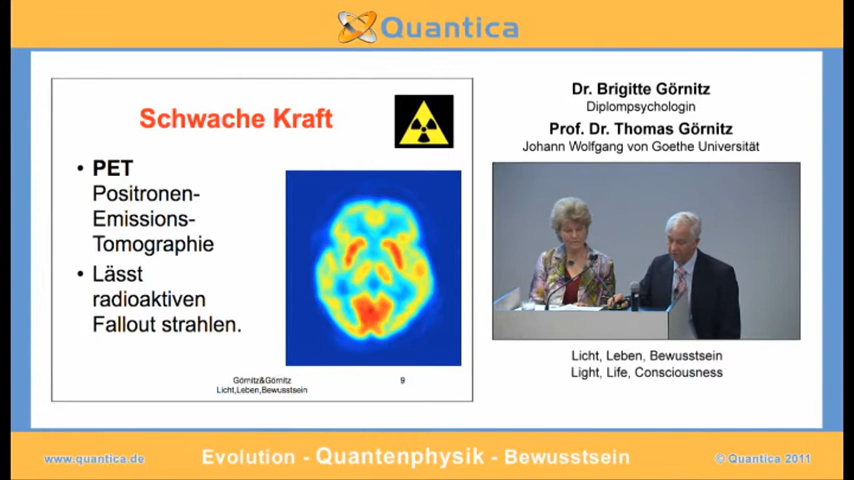 Quantica
Schwache Kraft
• PET
Positronen-
Emissions-
Tomographie
• Lässt
radioaktiven
Fallout strahlen.
Görnitz&Görnitz
Licht,Leben,Bewusstsein
9
Dr. Brigitte Görnitz
Diplompsychologin
Prof. Dr. Thomas Görnitz
Johann Wolfgang von Goethe Universität
Licht, Leben, Bewusstsein
Light, Life, Consciousness
www.quantica.de
Evolution - Quantenphysik - Bewusstsein
© Quantica 2011